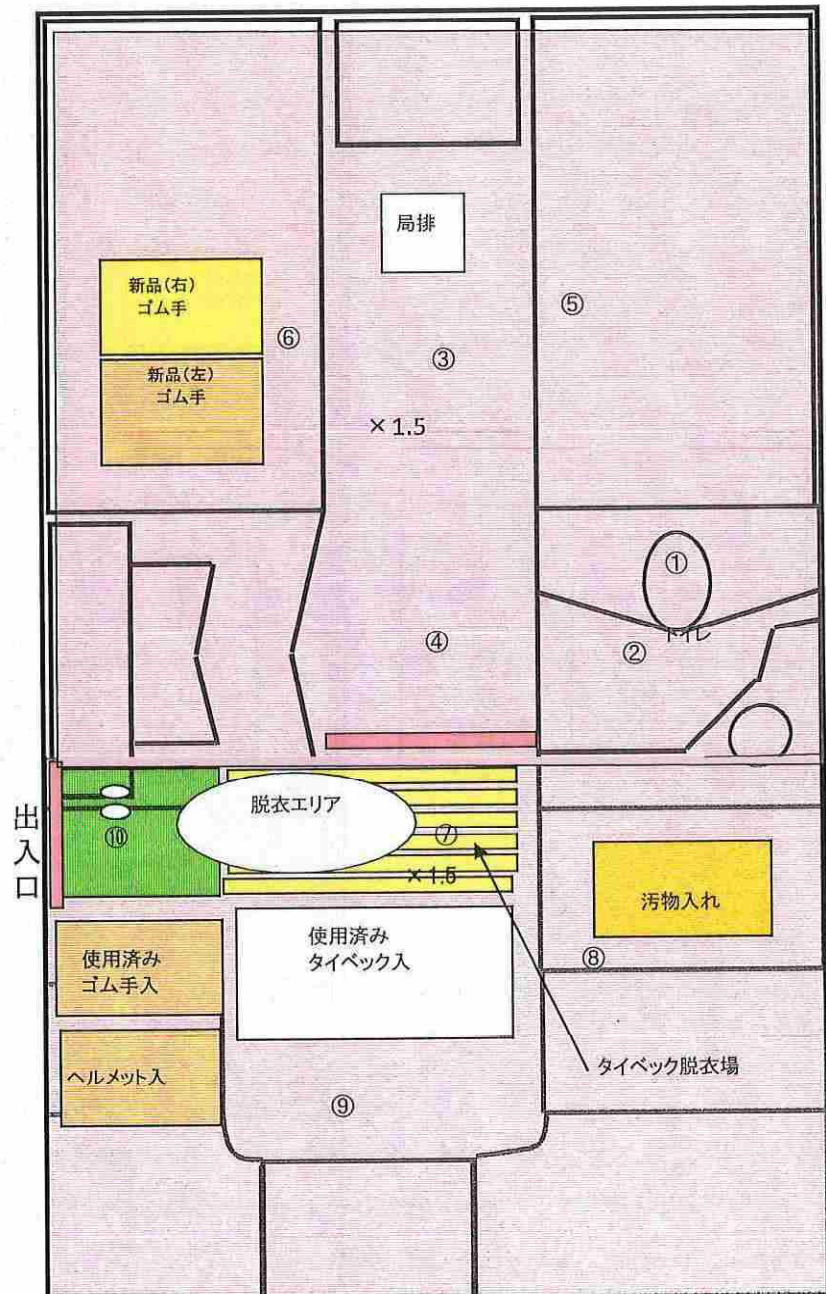 局排
新品(右)
ゴム手
⑤
⑥
③
新品(左)
ゴム手
×1.5
①
トイレ
②
④
出入口
脱衣エリア
⑩
⑦
×1.5
汚物入れ
使用済み
タイベック入
使用済み
ゴム手入
⑧
タイベック脱衣場
ヘルメット入
⑨